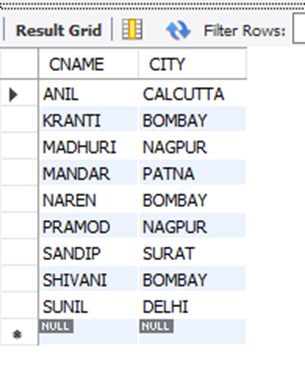 Result Grid Filter Rows:
CNAME CITY
ANIL CALCUTTA
KRANTI BOMBAY
MADHURI NAGPUR
MANDAR PATNA
NAREN BOMBAY
PRAMOD NAGPUR
SANDIP SURAT
SHIVANI BOMBAY
SUNIL DELHI
NULL NULL